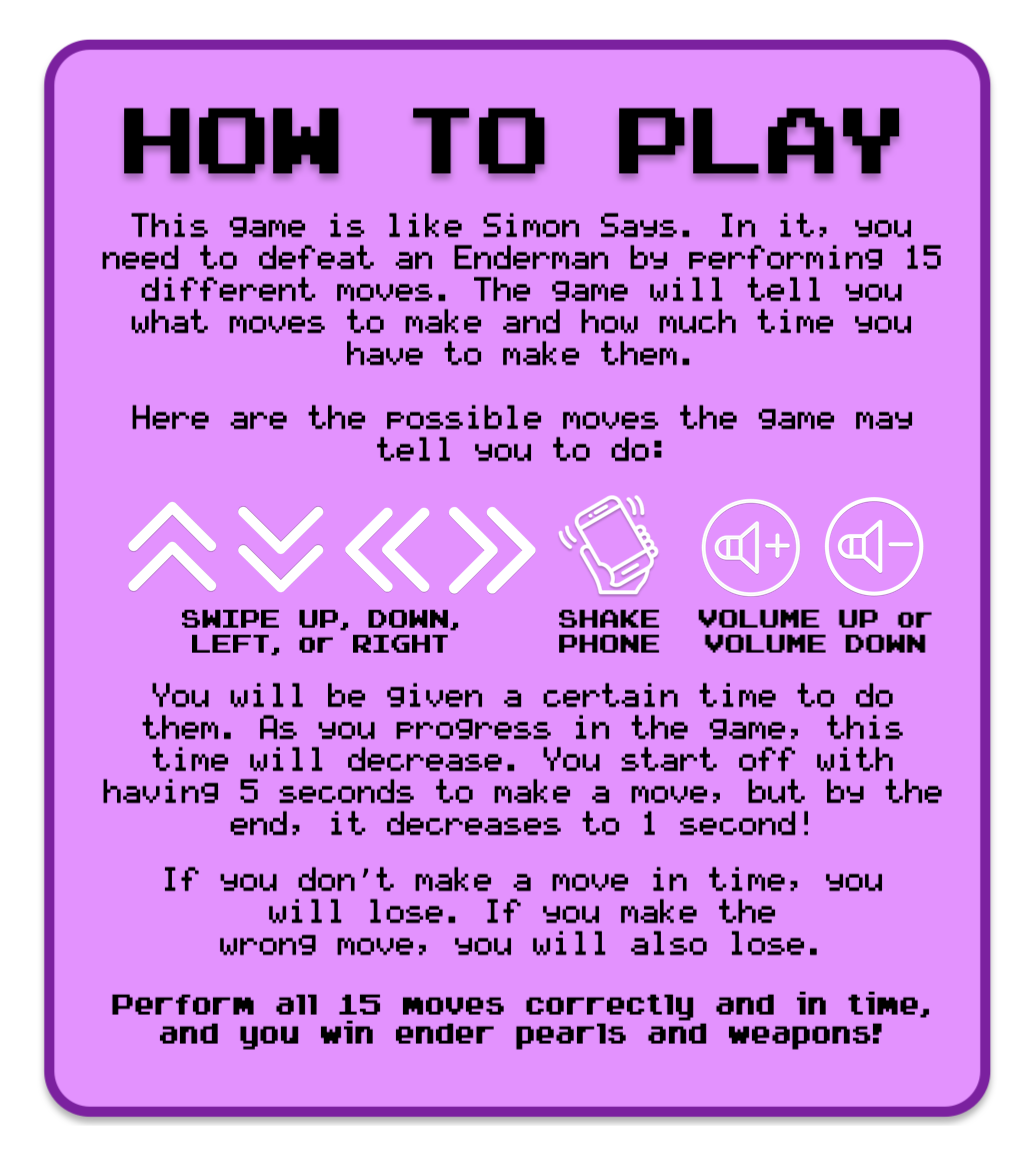 HOW TO PLAY
This game is like Simon Says. In it, you
need to defeat an Enderman by performing 15
different moves. The game will tell you
what moves to make and how much time you
have to make them.
Here are the possible moves the game may
tell you to do:
SWIPE UP, DOWN,
LEFT, or RIGHT
SHAKE
PHONE
VOLUME UP or
VOLUME DOWN
You will be given a certain time to do
them. As you progress in the game, this
time will decrease. You start off with
having 5 seconds to make a move, but by the
end, it decreases to 1 second!
If you don't make a move in time, you
will lose. If you make the
wrong move, you will also lose.
Perform all 15 moves correctly and in time,
and you win ender pearls and weapons!